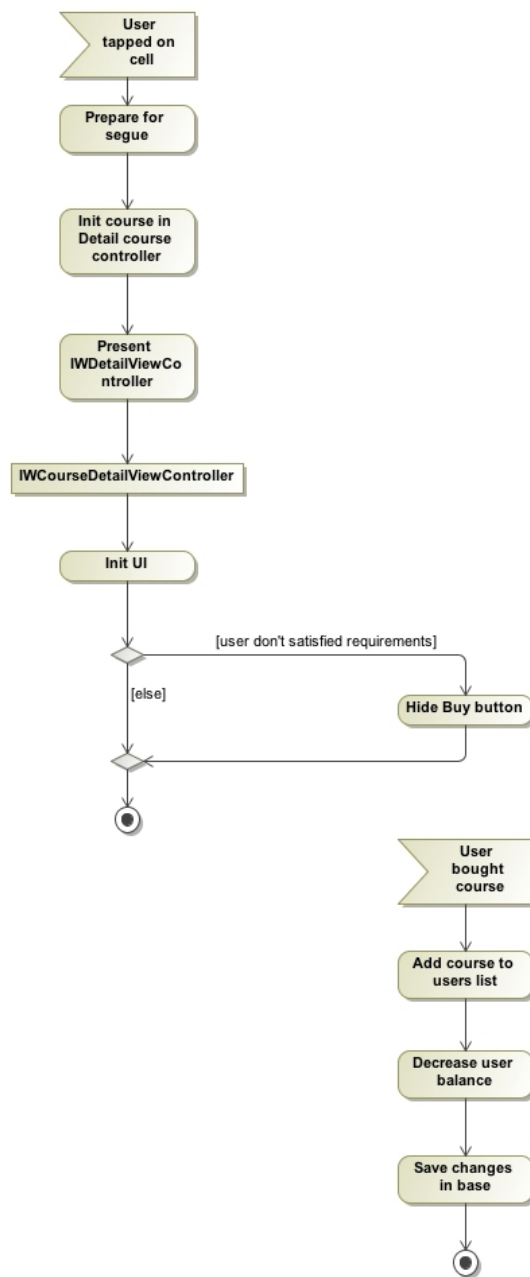 User
tapped on
cell
Prepare for
segue
Init course in
Detail course
controller
Present
IWDetailViewCo
ntroller
IWCourseDetailViewController
Init UI
[user don't satisfied requirements]
[else]
Hide Buy button
User
bought
course
Add course to
users list
Decrease user
balance
Save changes
in base